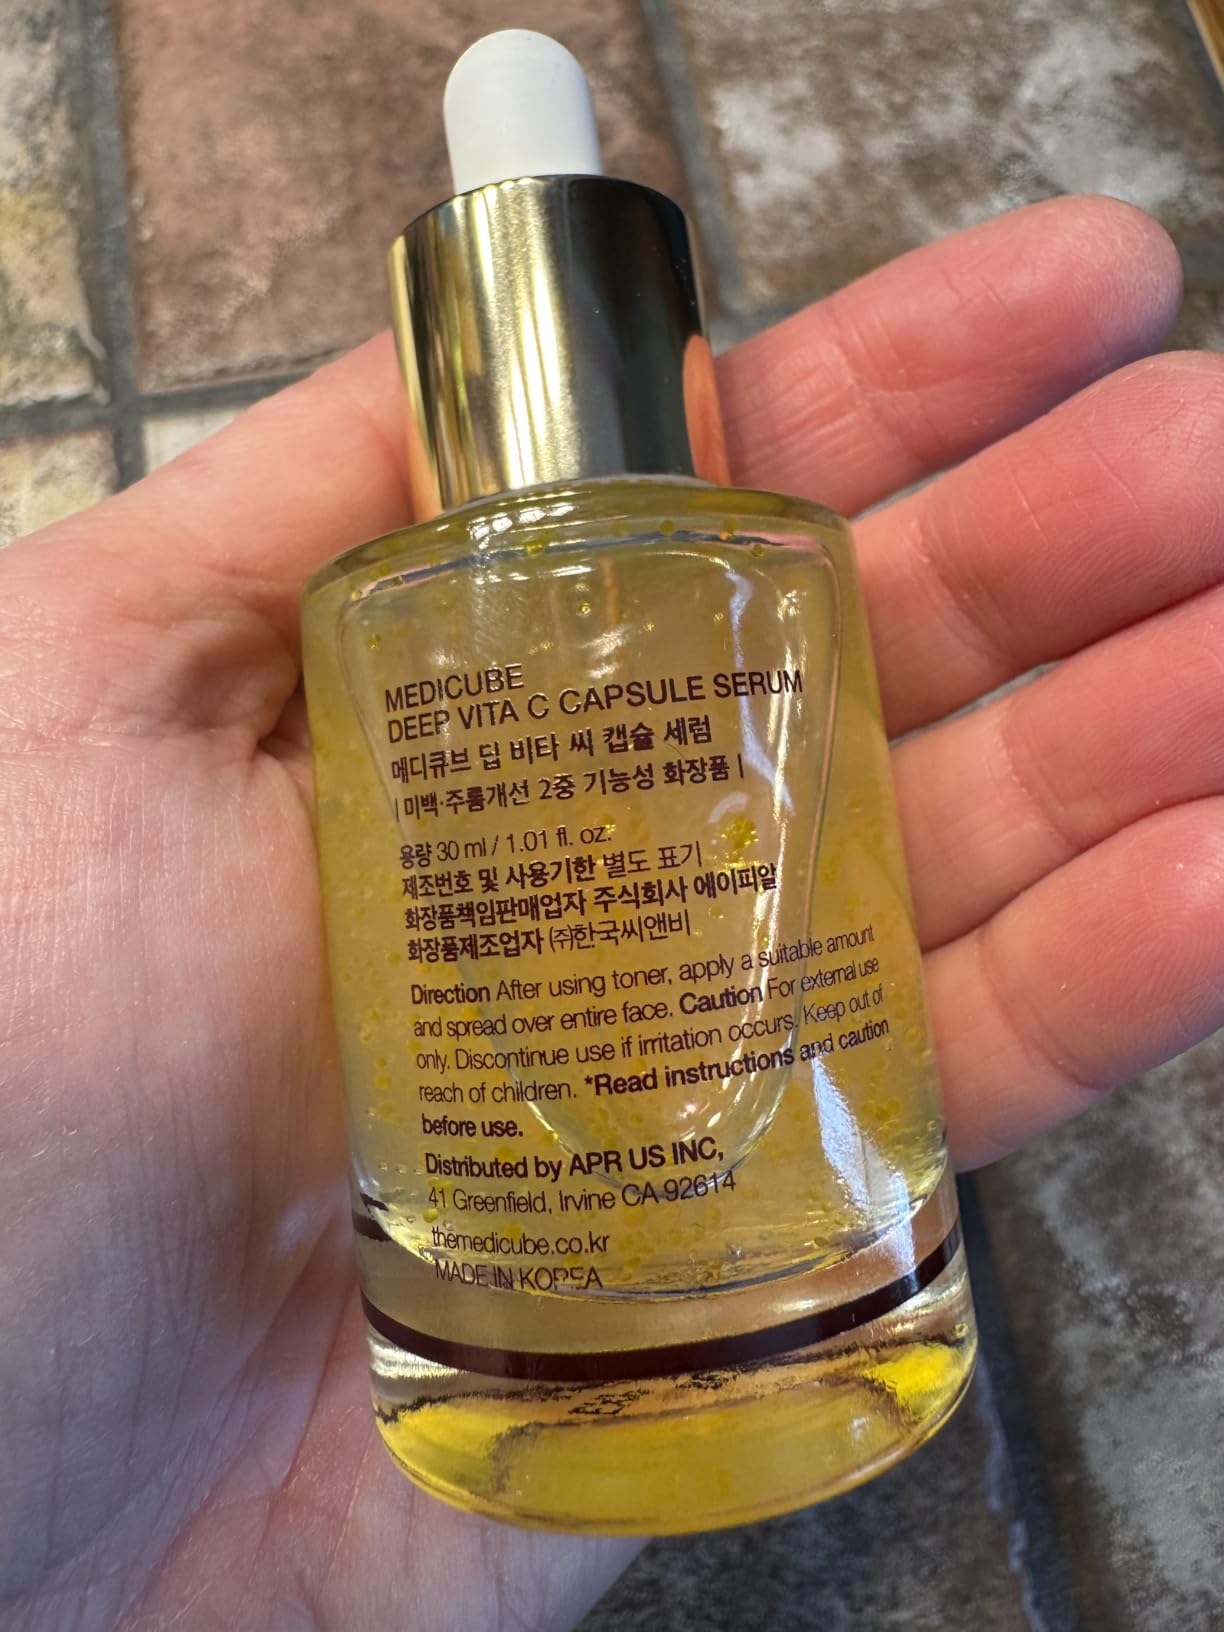 MEDICUBE
DEEP VITA C CAPSULE SERUM
메디큐브 딥 비타 씨 캡슐 세럼
| 미백·주름개선 2중 기능성 화장품 |
용량 30 ml / 1.01 fl. oz.
제조번호 및 사용기한 별도 표기
화장품책임판매업자 주식회사 에이피알
화장품제조업자 ㈜한국씨앤비
Direction After using toner, apply a suitable amount
and spread over entire face. Caution For external use
only. Discontinue use if irritation occurs. Keep out of
reach of children. *Read instructions and caution
before use.
Distributed by APR US INC,
41 Greenfield, Irvine CA 92614
themedicube.co.kr
MADE IN KOREA